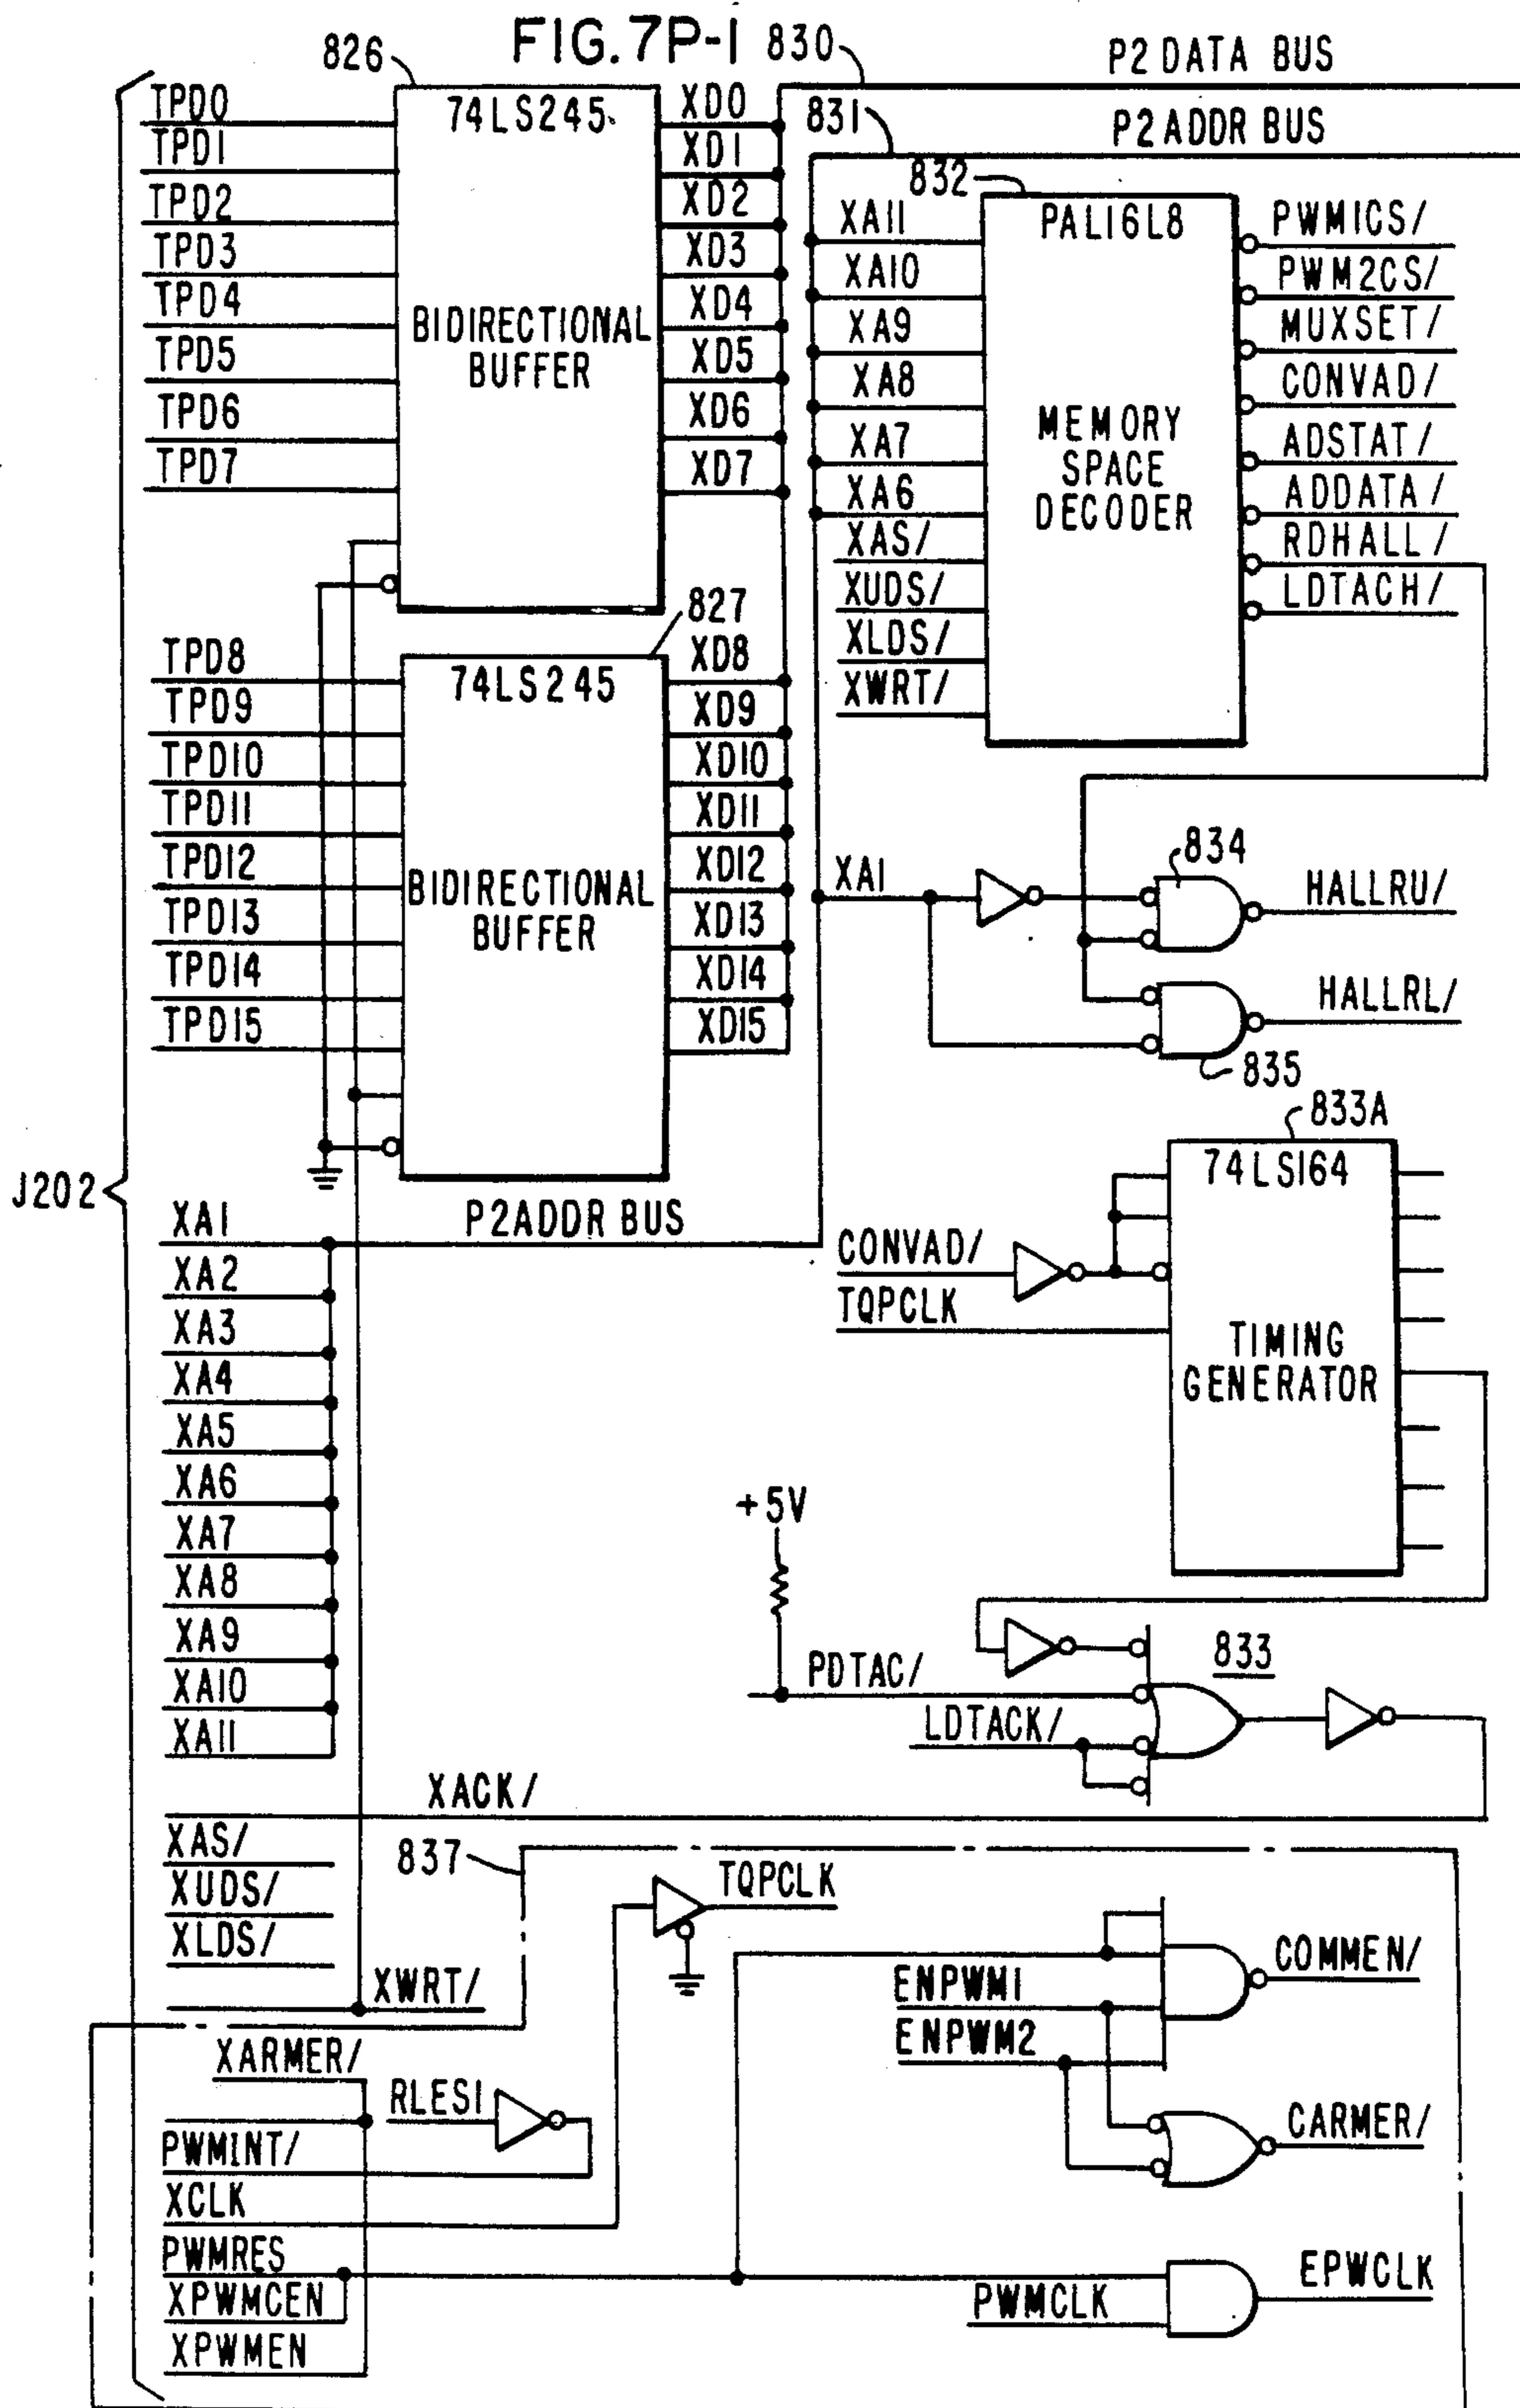 FIG.7P-1
826
830
P2 DATA BUS
831
P2 ADDR BUS
TPD0
TPD1
TPD2
TPD3
TPD4
TPD5
TPD6
TPD7
74LS245
BIDIRECTIONAL
BUFFER
XD0
XD1
XD2
XD3
XD4
XD5
XD6
XD7
832
XA11
XA10
XA9
XA8
XA7
XA6
XAS/
XUDS/
XLDS/
XWRT/
PAL16L8
MEMORY
SPACE
DECODER
PWM1CS/
PWM2CS/
MUXSET/
CONVAD/
ADSTAT/
ADDATA/
RDHALL/
LDTACH/
827
TPD8
TPD9
TPD10
TPD11
TPD12
TPD13
TPD14
TPD15
74LS245
BIDIRECTIONAL
BUFFER
XD8
XD9
XD10
XD11
XD12
XD13
XD14
XD15
XA1
834
HALLRU/
HALLRL/
835
833A
J202
74LS164
TIMING
GENERATOR
CONVAD/
TQPCLK
P2ADDR BUS
XA1
XA2
XA3
XA4
XA5
XA6
XA7
XA8
XA9
XA10
XA11
+5V
PDTAC/
LDTACK/
833
XACK/
XAS/
XUDS/
XLDS/
XWRT/
837
TQPCLK
ENPWM1
ENPWM2
COMMEN/
CARMER/
XARMER/
RLES1
PWMINT/
XCLK
PWMRES
XPWMCEN
XPWMEN
PWMCLK
EPWCLK